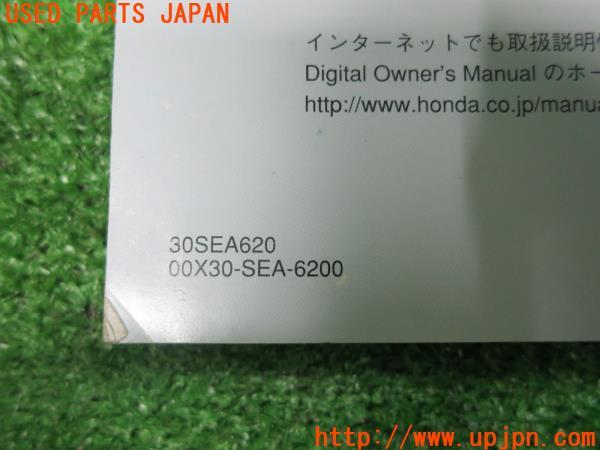 USED PARTS JAPAN
インターネットでも取扱説明
Digital Owner's Manual のホー
http://www.honda.co.jp/manua
30SEA620
00X30-SEA-6200
http://www.upjpn.com/